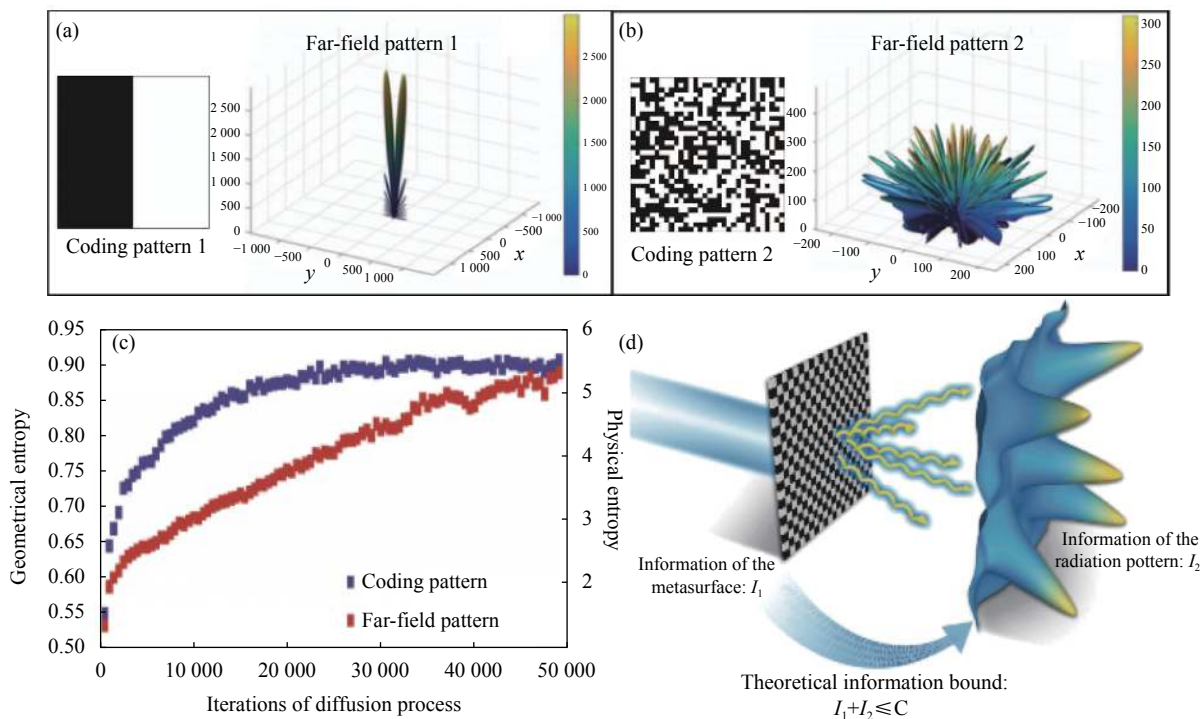 (a)
Far-field pattern 1
2 500
2 000
1 500
1 000
500
0
−1 000
−500
0
500
1 000
y
−1 000
−500
0
500
1 000
x
2 500
2 000
1 500
1 000
500
0
Coding pattern 1
(b)
Far-field pattern 2
400
300
200
100
0
−200
−100
0
100
200
y
−200
−100
0
100
200
x
300
250
200
150
100
50
0
Coding pattern 2
(c)
0.95
0.90
0.85
0.80
0.75
0.70
0.65
0.60
0.55
0.50
Geometrical entropy
6
5
4
3
2
Physical entropy
Coding pattern
Far-field pattern
0
10 000
20 000
30 000
40 000
50 000
Iterations of diffusion process
(d)
Information of the
metasurface: I₁
Information of the
radiation pattern: I₂
Theoretical information bound:
I₁+I₂⩽C